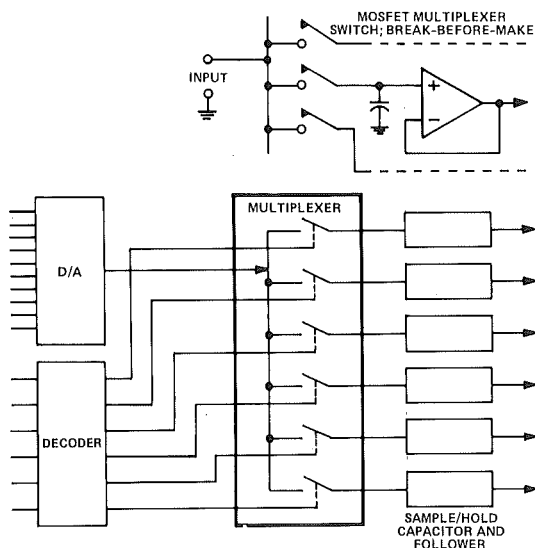 MOSFET MULTIPLEXER
SWITCH; BREAK-BEFORE-MAKE
INPUT
+
−
MULTIPLEXER
D/A
DECODER
SAMPLE/HOLD
CAPACITOR AND
FOLLOWER